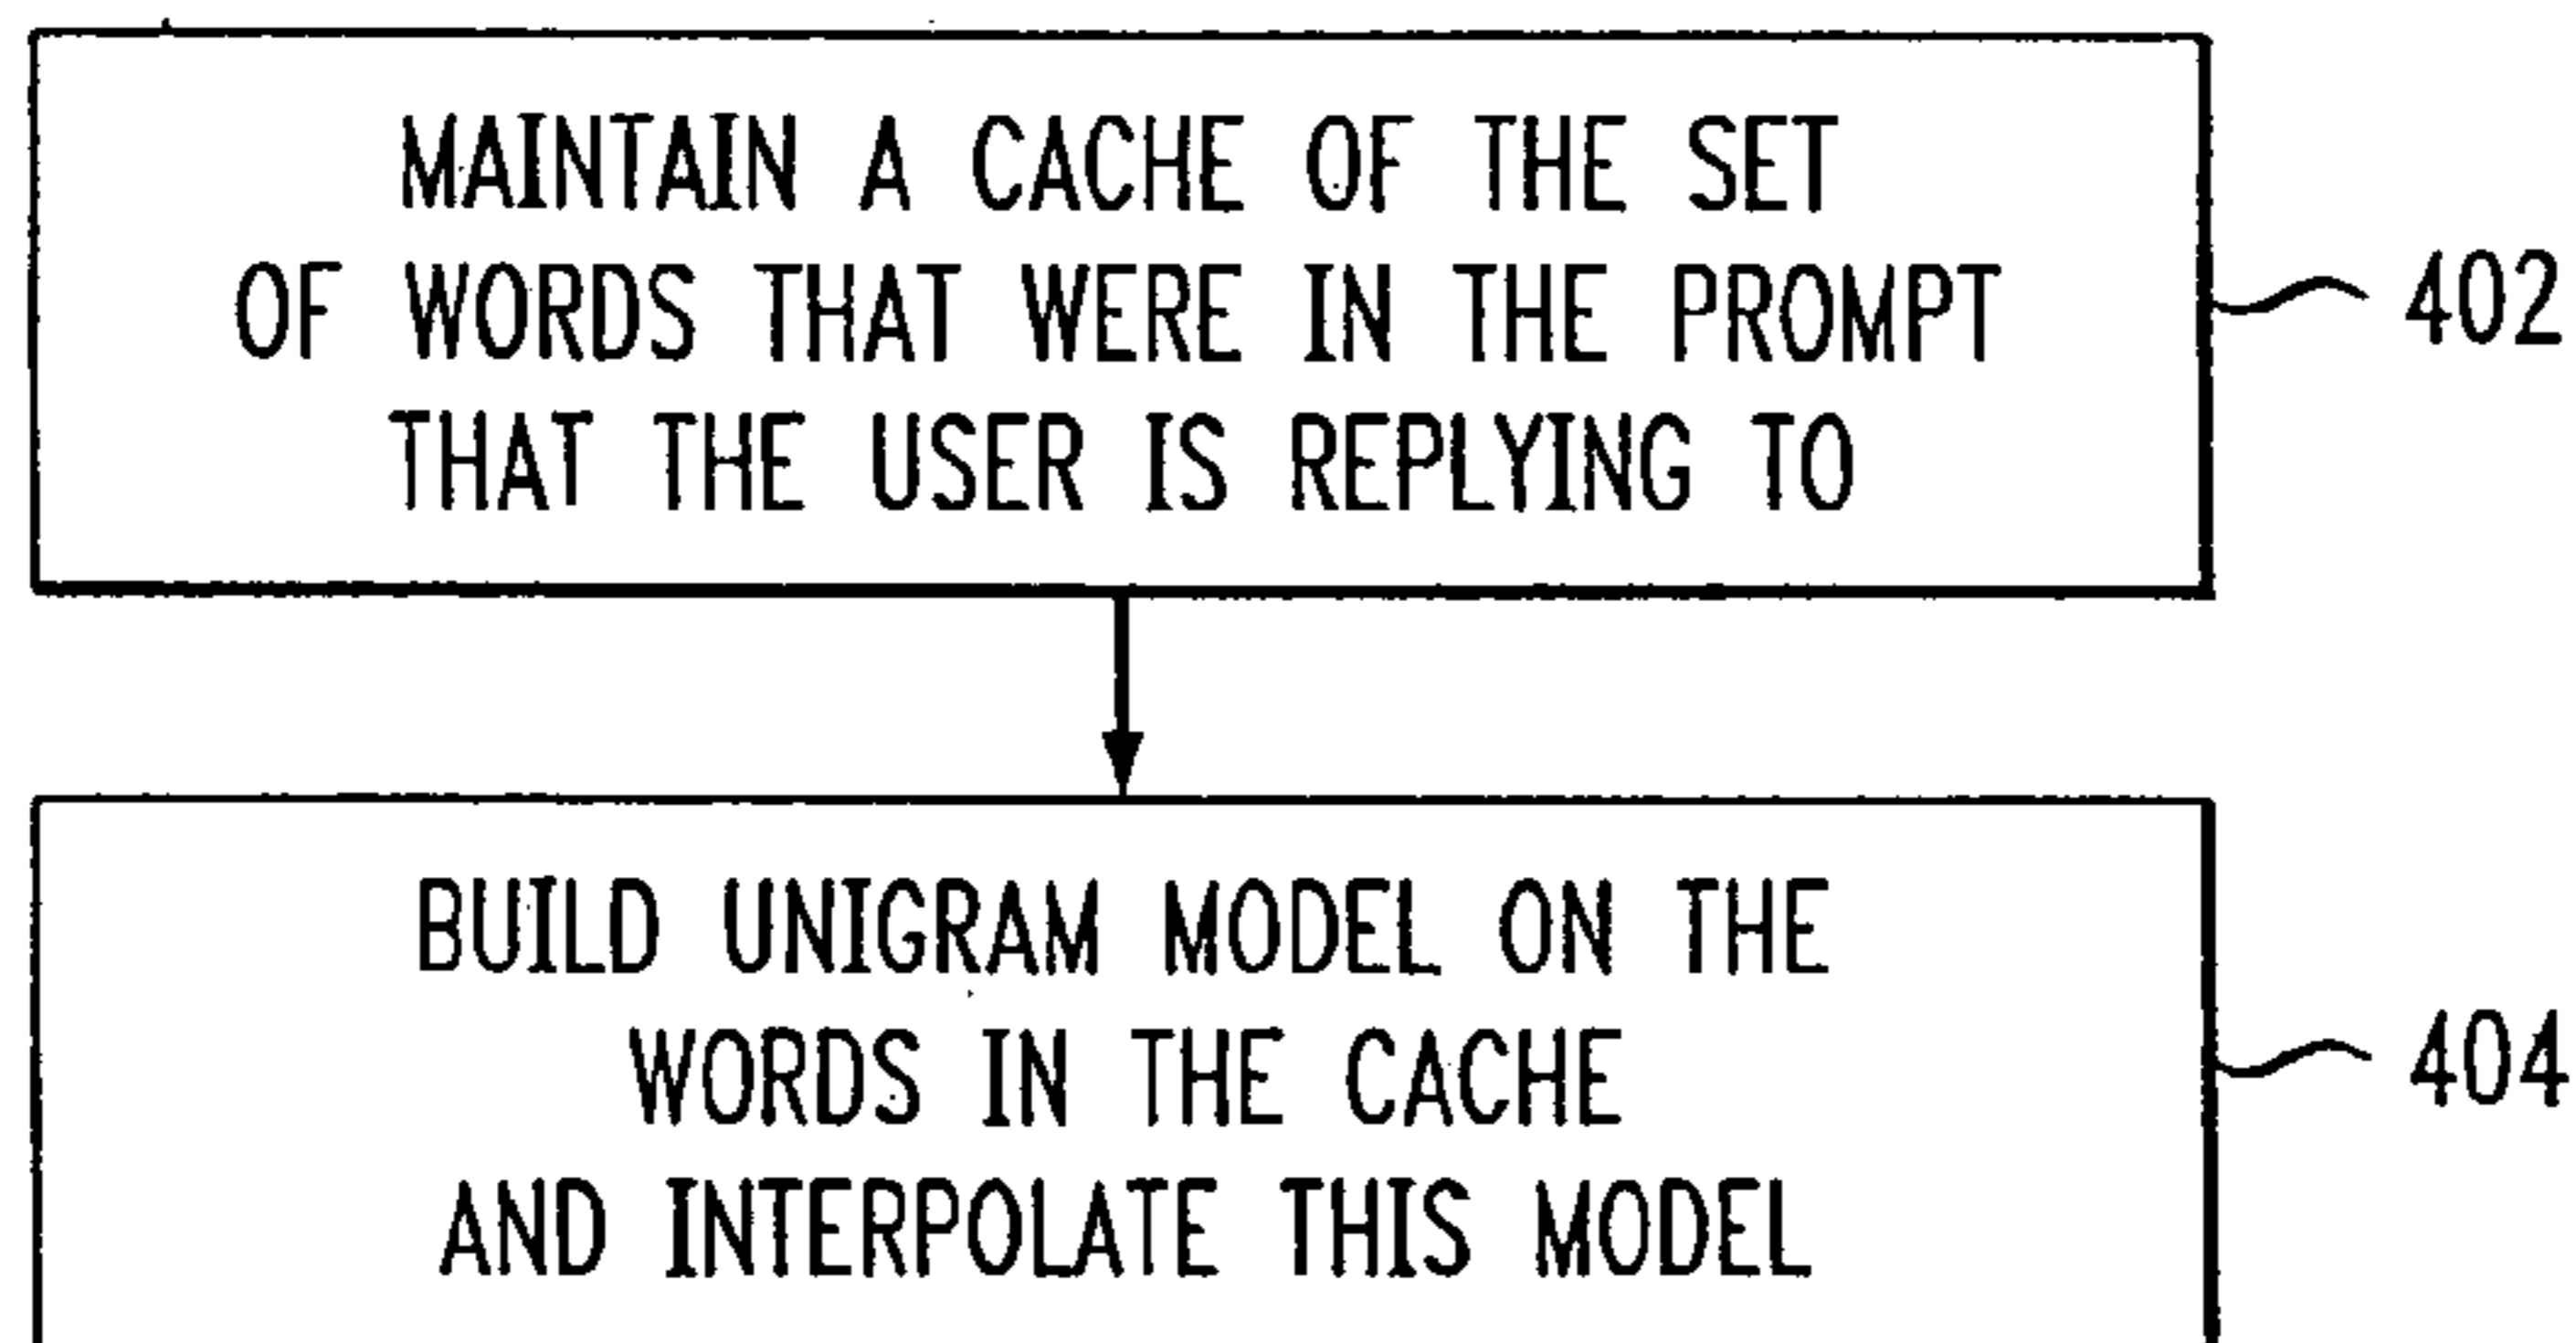 MAINTAIN A CACHE OF THE SET
OF WORDS THAT WERE IN THE PROMPT
THAT THE USER IS REPLYING TO
402
BUILD UNIGRAM MODEL ON THE
WORDS IN THE CACHE
AND INTERPOLATE THIS MODEL
404